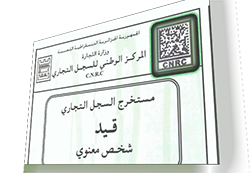 الجمهورية الجزائرية الديمقراطية الشعبية
وزارة التجارة
المركز الوطني للسجل التجاري
C.N.R.C
CNRC
مستخرج السجل التجاري
قيد
شخص معنوي